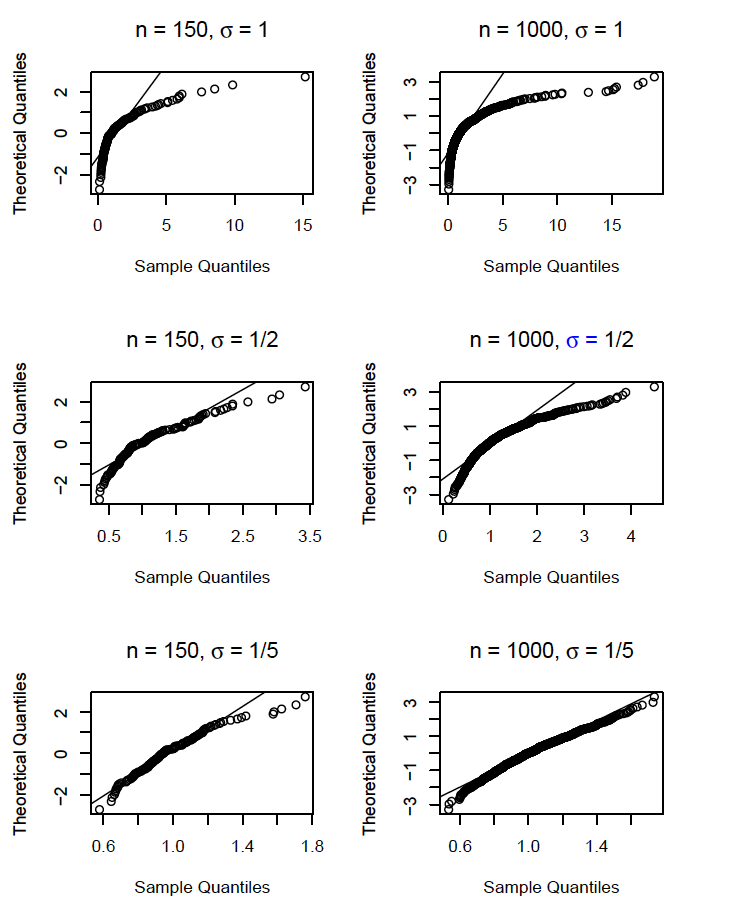 n = 150, σ = 1
Theoretical Quantiles
2
0
−2
0 5 10 15
Sample Quantiles
n = 1000, σ = 1
Theoretical Quantiles
3
1
−1
−3
0 5 10 15
Sample Quantiles
n = 150, σ = 1/2
Theoretical Quantiles
2
0
−2
0.5 1.5 2.5 3.5
Sample Quantiles
n = 1000, σ = 1/2
Theoretical Quantiles
3
1
−1
−3
0 1 2 3 4
Sample Quantiles
n = 150, σ = 1/5
Theoretical Quantiles
2
0
−2
0.6 1.0 1.4 1.8
Sample Quantiles
n = 1000, σ = 1/5
Theoretical Quantiles
3
1
−1
−3
0.6 1.0 1.4
Sample Quantiles